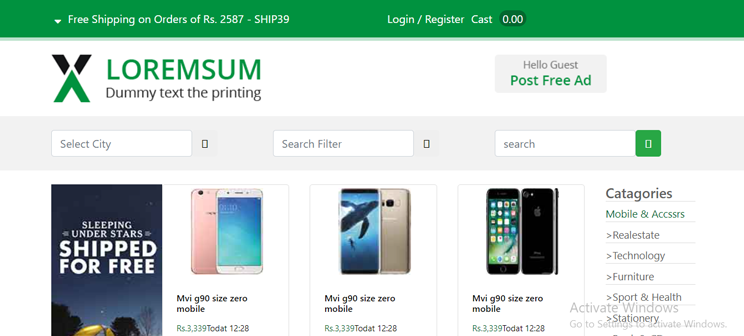 Free Shipping on Orders of Rs. 2587 - SHIP39
Login / Register Cast 0.00
LOREMSUM
Dummy text the printing
Hello Guest
Post Free Ad
Select City
Search Filter
search
SLEEPING
UNDER STARS
SHIPPED
FOR FREE
Mvi g90 size zero
mobile
Rs.3,339Todat 12:28
Mvi g90 size zero
mobile
Rs.3,339Todat 12:28
Mvi g90 size zero
mobile
Rs.3,339Todat 12:28
Catagories
Mobile & Accssrs
>Realestate
>Technology
>Furniture
>Sport & Health
>Stationery
Activate Windows
Go to Settings to activate Windows.